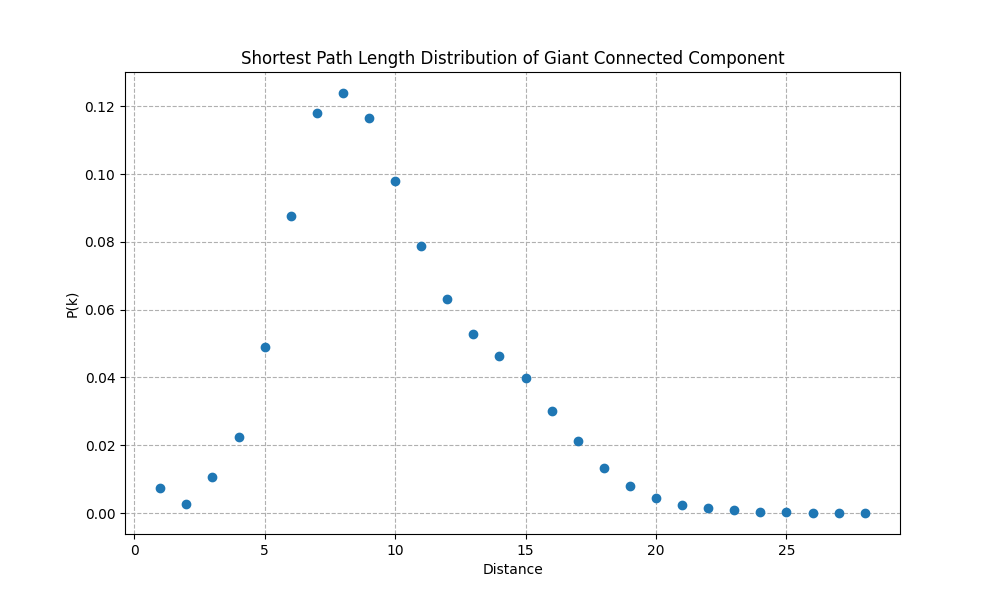 Shortest Path Length Distribution of Giant Connected Component
P(k)
0.12
0.10
0.08
0.06
0.04
0.02
0.00
0 5 10 15 20 25
Distance